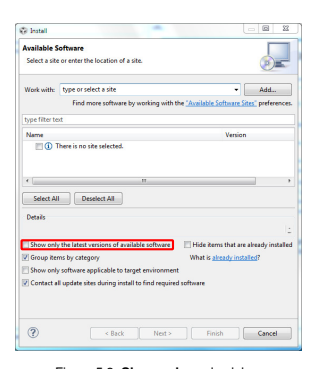 Install
Available Software
Select a site or enter the location of a site.
Work with: type or select a site Add...
Find more software by working with the "Available Software Sites" preferences.
type filter text
Name Version
There is no site selected.
Select All Deselect All
Details
Show only the latest versions of available software Hide items that are already installed
Group items by category What is already installed?
Show only software applicable to target environment
Contact all update sites during install to find required software
? < Back Next > Finish Cancel